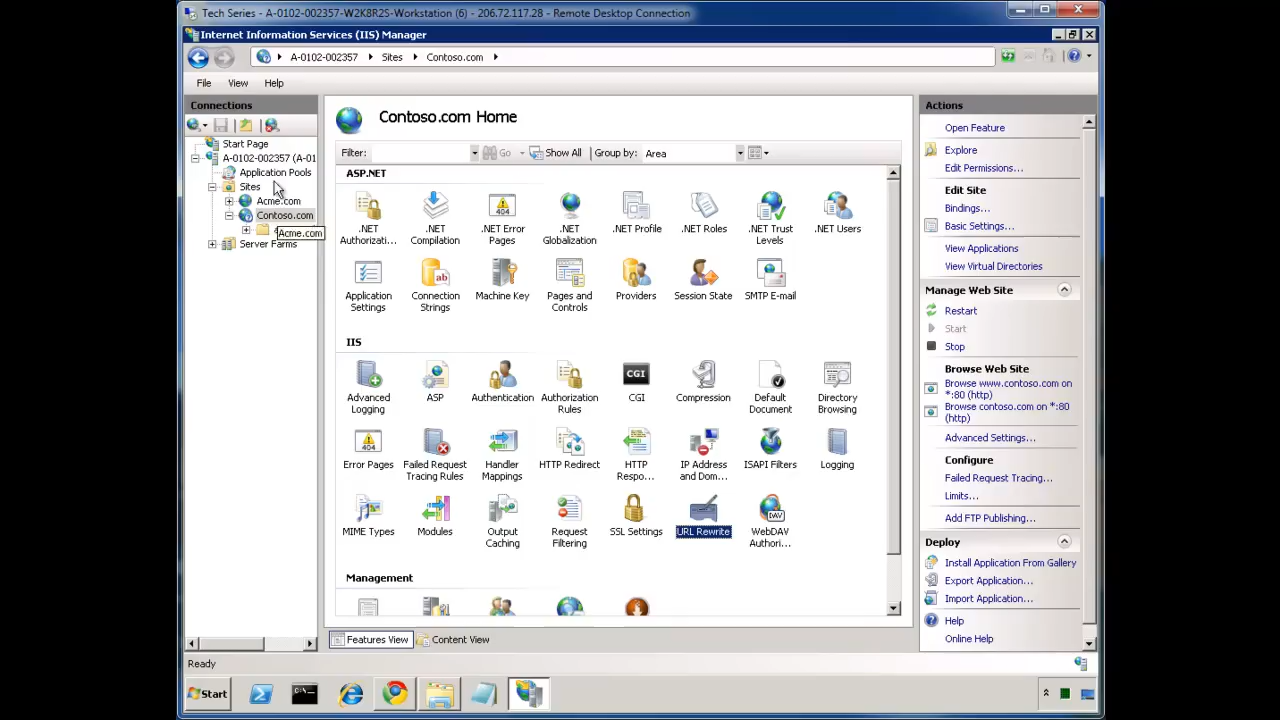 Tech Series - A-0102-002357-W2K8R2S-Workstation (6) - 206.72.117.28 - Remote Desktop Connection
Internet Information Services (IIS) Manager
A-0102-002357 Sites Contoso.com
File View Help
Connections
Start Page
A-0102-002357 (A-01
Application Pools
Sites
Acme.com
Contoso.com
Acme.com
Server Farms
Contoso.com Home
Filter: Go Show All Group by: Area
ASP.NET
.NET Authorizati...
.NET Compilation
404
.NET Error Pages
.NET Globalization
.NET Profile
.NET Roles
.NET Trust Levels
.NET Users
Application Settings
ab
Connection Strings
Machine Key
Pages and Controls
Providers
Session State
SMTP E-mail
IIS
Advanced Logging
ASP
Authentication
Authorization Rules
CGI
CGI
Compression
Default Document
Directory Browsing
404
Error Pages
Failed Request Tracing Rules
Handler Mappings
HTTP Redirect
HTTP Respo...
IP Address and Dom...
ISAPI Filters
Logging
MIME Types
Modules
Output Caching
Request Filtering
SSL Settings
URL Rewrite
DAV
WebDAV Authori...
Management
Features View Content View
Actions
Open Feature
Explore
Edit Permissions...
Edit Site
Bindings...
Basic Settings...
View Applications
View Virtual Directories
Manage Web Site
Restart
Start
Stop
Browse Web Site
Browse www.contoso.com on
*:80 (http)
Browse contoso.com on *:80
(http)
Advanced Settings...
Configure
Failed Request Tracing...
Limits...
Add FTP Publishing...
Deploy
Install Application From Gallery
Export Application...
Import Application...
Help
Online Help
Ready
Start